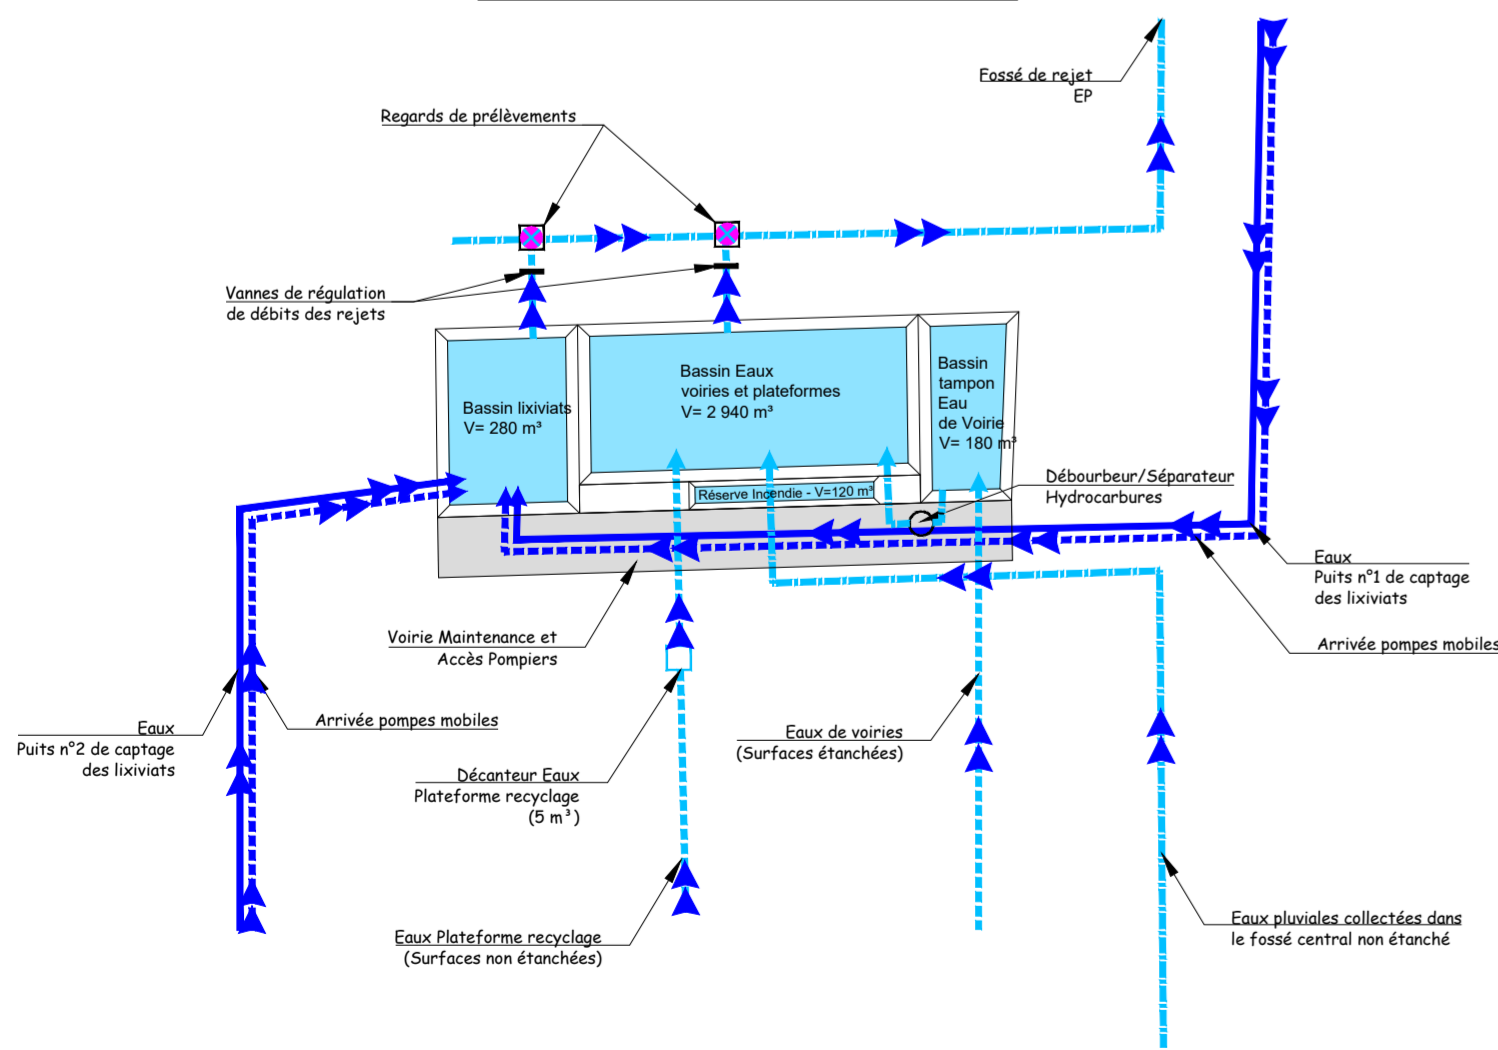 Fossé de rejet
EP
Regards de prélèvements
Vannes de régulation
de débits des rejets
Bassin lixiviats
V= 280 m³
Bassin Eaux
voiries et plateformes
V= 2 940 m³
Bassin
tampon
Eau
de Voirie
V= 180 m³
Réserve Incendie - V=120 m³
Débourbeur/Séparateur
Hydrocarbures
Eaux
Puits n°1 de captage
des lixiviats
Arrivée pompes mobiles
Voirie Maintenance et
Accès Pompiers
Eaux
Puits n°2 de captage
des lixiviats
Arrivée pompes mobiles
Décanteur Eaux
Plateforme recyclage
(5 m³)
Eaux de voiries
(Surfaces étanchées)
Eaux Plateforme recyclage
(Surfaces non étanchées)
Eaux pluviales collectées dans
le fossé central non étanché